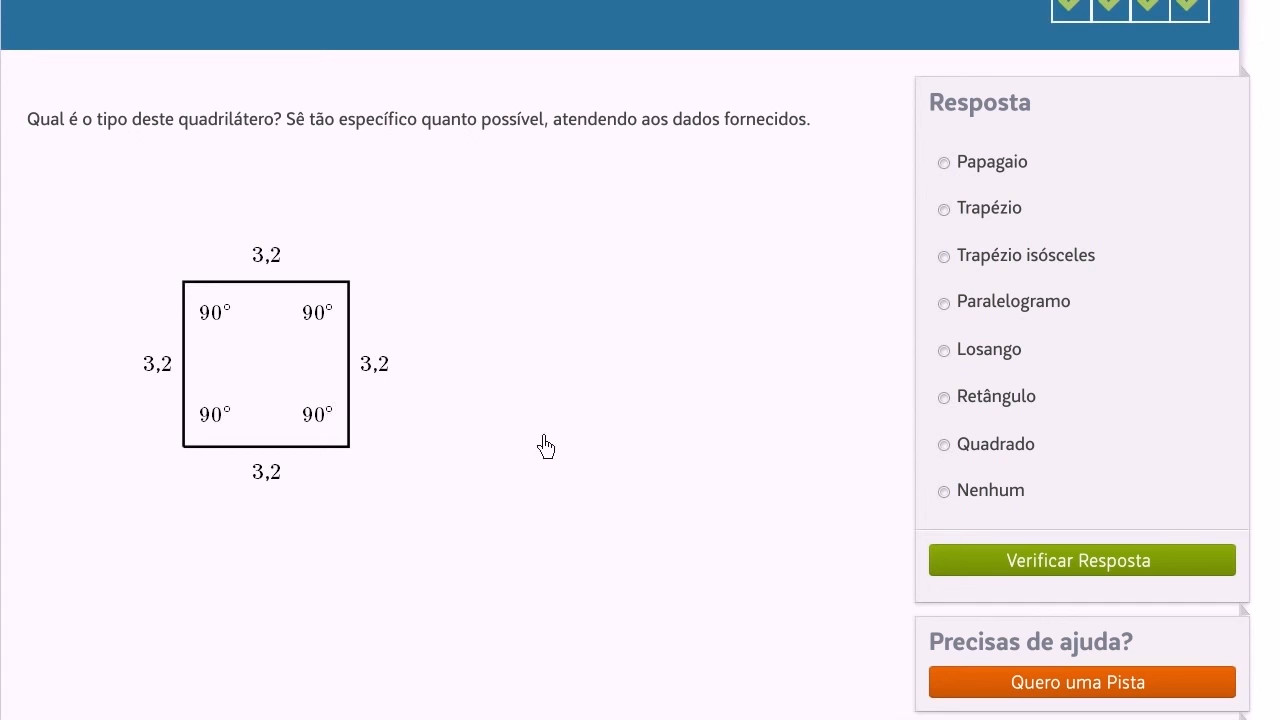 Qual é o tipo deste quadrilátero? Sê tão específico quanto possível, atendendo aos dados fornecidos.
3,2
90° 90°
3,2 3,2
90° 90°
3,2
Resposta
Papagaio
Trapézio
Trapézio isósceles
Paralelogramo
Losango
Retângulo
Quadrado
Nenhum
Verificar Resposta
Precisas de ajuda?
Quero uma Pista